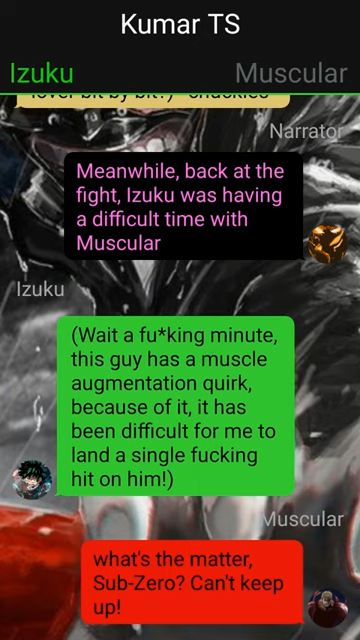 Kumar TS
Izuku
Muscular
Narrator
Meanwhile, back at the
fight, Izuku was having
a difficult time with
Muscular
Izuku
(Wait a fu*king minute,
this guy has a muscle
augmentation quirk,
because of it, it has
been difficult for me to
land a single fucking
hit on him!)
Muscular
what's the matter,
Sub-Zero? Can't keep
up!